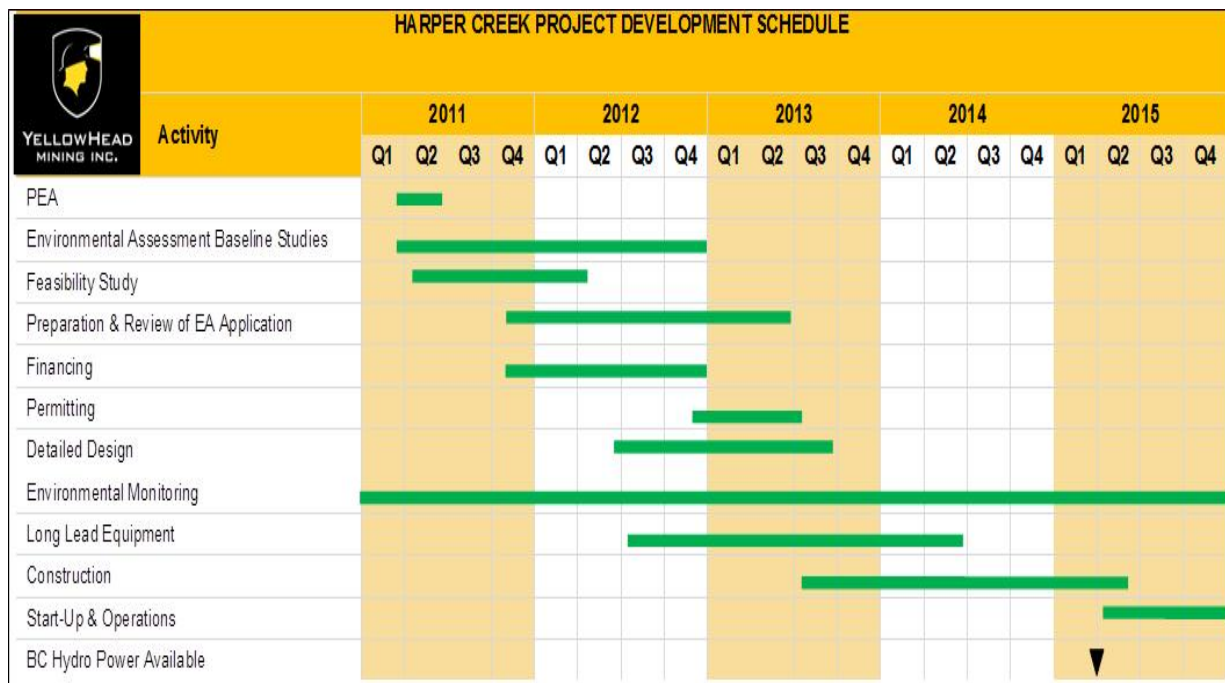 HARPER CREEK PROJECT DEVELOPMENT SCHEDULE
YELLOWHEAD
MINING INC.
Activity
2011 2012 2013 2014 2015
Q1 Q2 Q3 Q4 Q1 Q2 Q3 Q4 Q1 Q2 Q3 Q4 Q1 Q2 Q3 Q4 Q1 Q2 Q3 Q4
PEA
Environmental Assessment Baseline Studies
Feasibility Study
Preparation & Review of EA Application
Financing
Permitting
Detailed Design
Environmental Monitoring
Long Lead Equipment
Construction
Start-Up & Operations
BC Hydro Power Available